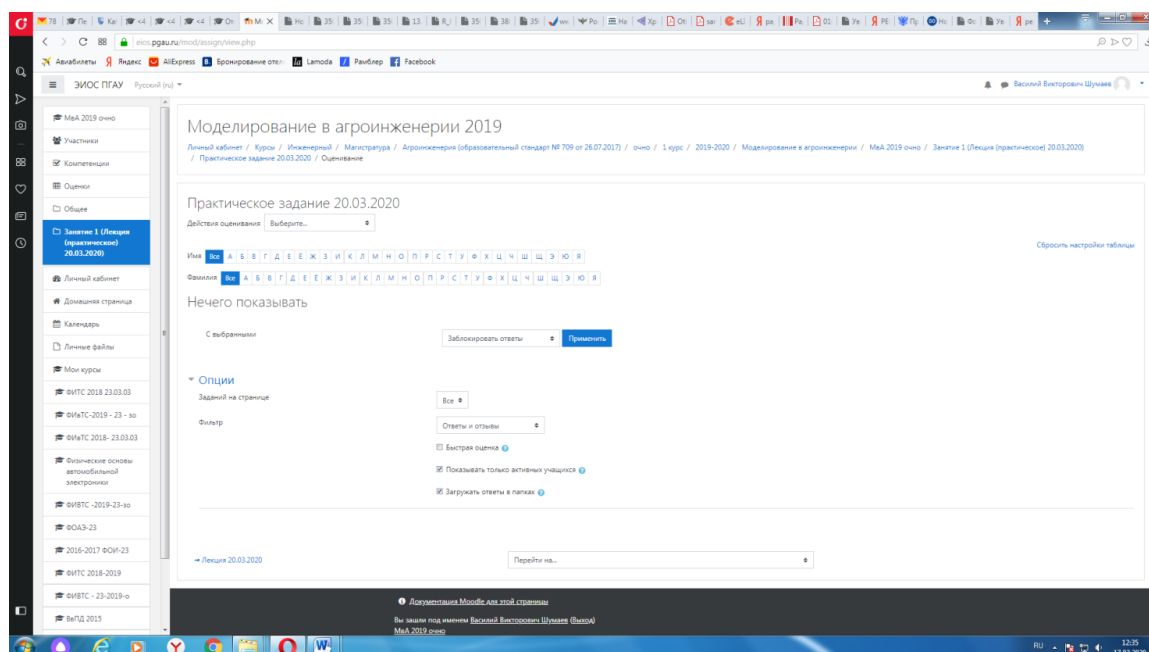 eios.pgau.ru/mod/assign/view.php
Авиабилеты Яндекс AliExpress Бронирование отел Lamoda Рамблер Facebook
ЭИОС ПГАУ Русский (ru)
Василий Викторович Шумаев
МвА 2019 очно
Участники
Компетенции
Оценки
Общее
Занятие 1 (Лекция
(практическое)
20.03.2020)
Личный кабинет
Домашняя страница
Календарь
Личные файлы
Мои курсы
ФИТС 2018 23.03.03
ФИвТС-2019 - 23 - зо
ФИвТС 2018- 23.03.03
Физические основы
автомобильной
электроники
ФИВТС -2019-23-зо
ФОАЭ-23
2016-2017 ФОИ-23
ФИТС 2018-2019
ФИВТС - 23-2019-о
ВеПД 2015
Моделирование в агроинженерии 2019
Личный кабинет / Курсы / Инженерный / Магистратура / Агроинженерия (образовательный стандарт № 709 от 26.07.2017) / очно / 1 курс / 2019-2020 / Моделирование в агроинженерии / МвА 2019 очно / Занятие 1 (Лекция (практическое) 20.03.2020)
/ Практическое задание 20.03.2020 / Оценивание
Практическое задание 20.03.2020
Действия оценивания Выберите...
Сбросить настройки таблицы
Имя Все А Б В Г Д Е Ё Ж З И К Л М Н О П Р С Т У Ф Х Ц Ч Ш Щ Э Ю Я
Фамилия Все А Б В Г Д Е Ё Ж З И К Л М Н О П Р С Т У Ф Х Ц Ч Ш Щ Э Ю Я
Нечего показывать
С выбранными Заблокировать ответы Применить
Опции
Заданий на странице Все
Фильтр Ответы и отзывы
Быстрая оценка
Показывать только активных учащихся
Загружать ответы в папках
→ Лекция 20.03.2020 Перейти на...
Документация Moodle для этой страницы
Вы зашли под именем Василий Викторович Шумаев (Выход)
МвА 2019 очно
RU 12:35